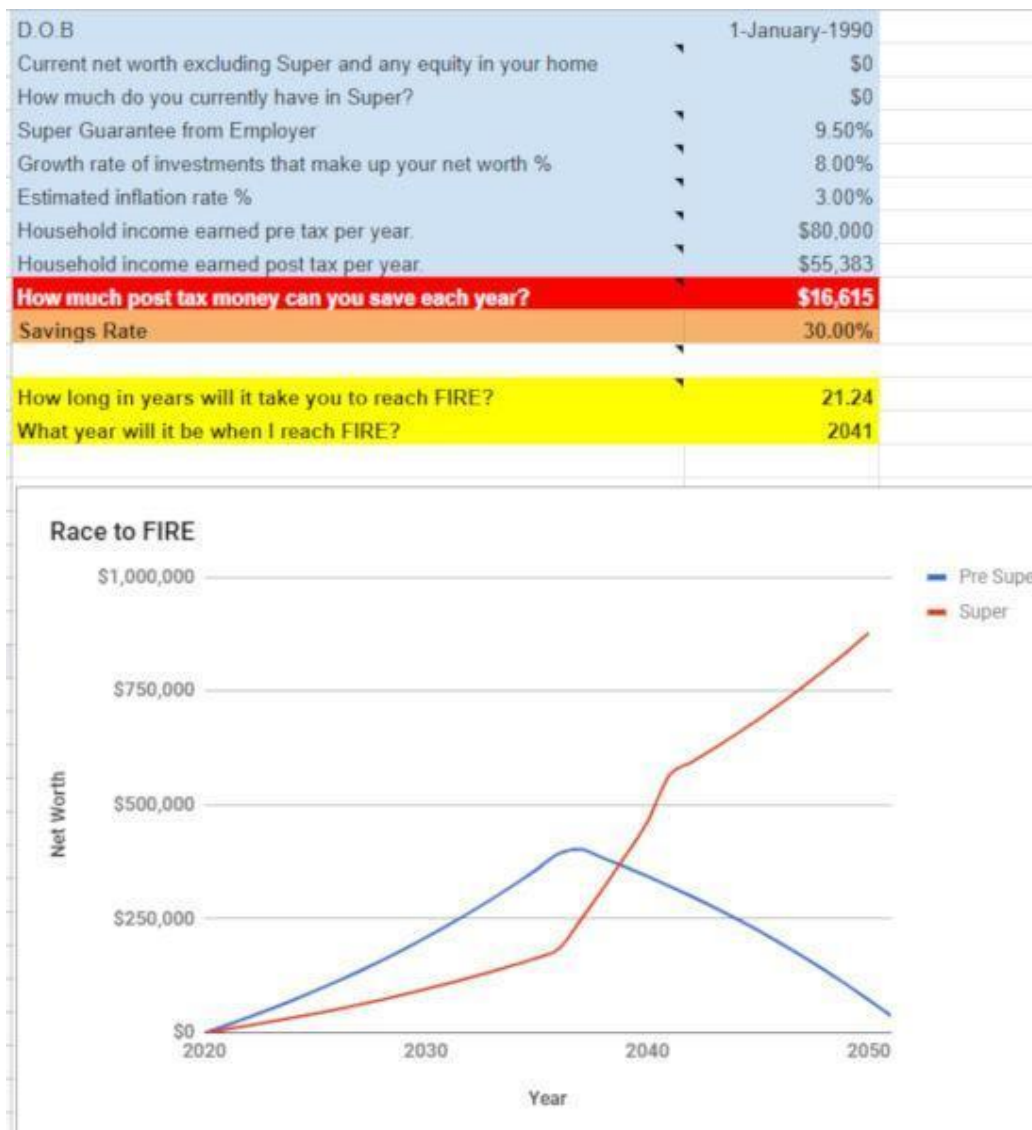 D.O.B 1-January-1990
Current net worth excluding Super and any equity in your home $0
How much do you currently have in Super? $0
Super Guarantee from Employer 9.50%
Growth rate of investments that make up your net worth % 8.00%
Estimated inflation rate % 3.00%
Household income earned pre tax per year. $80,000
Household income earned post tax per year. $55,383
How much post tax money can you save each year? $16,615
Savings Rate 30.00%
How long in years will it take you to reach FIRE? 21.24
What year will it be when I reach FIRE? 2041
Race to FIRE
$1,000,000
$750,000
$500,000
$250,000
$0
Net Worth
2020 2030 2040 2050
Year
Pre Supe
Super